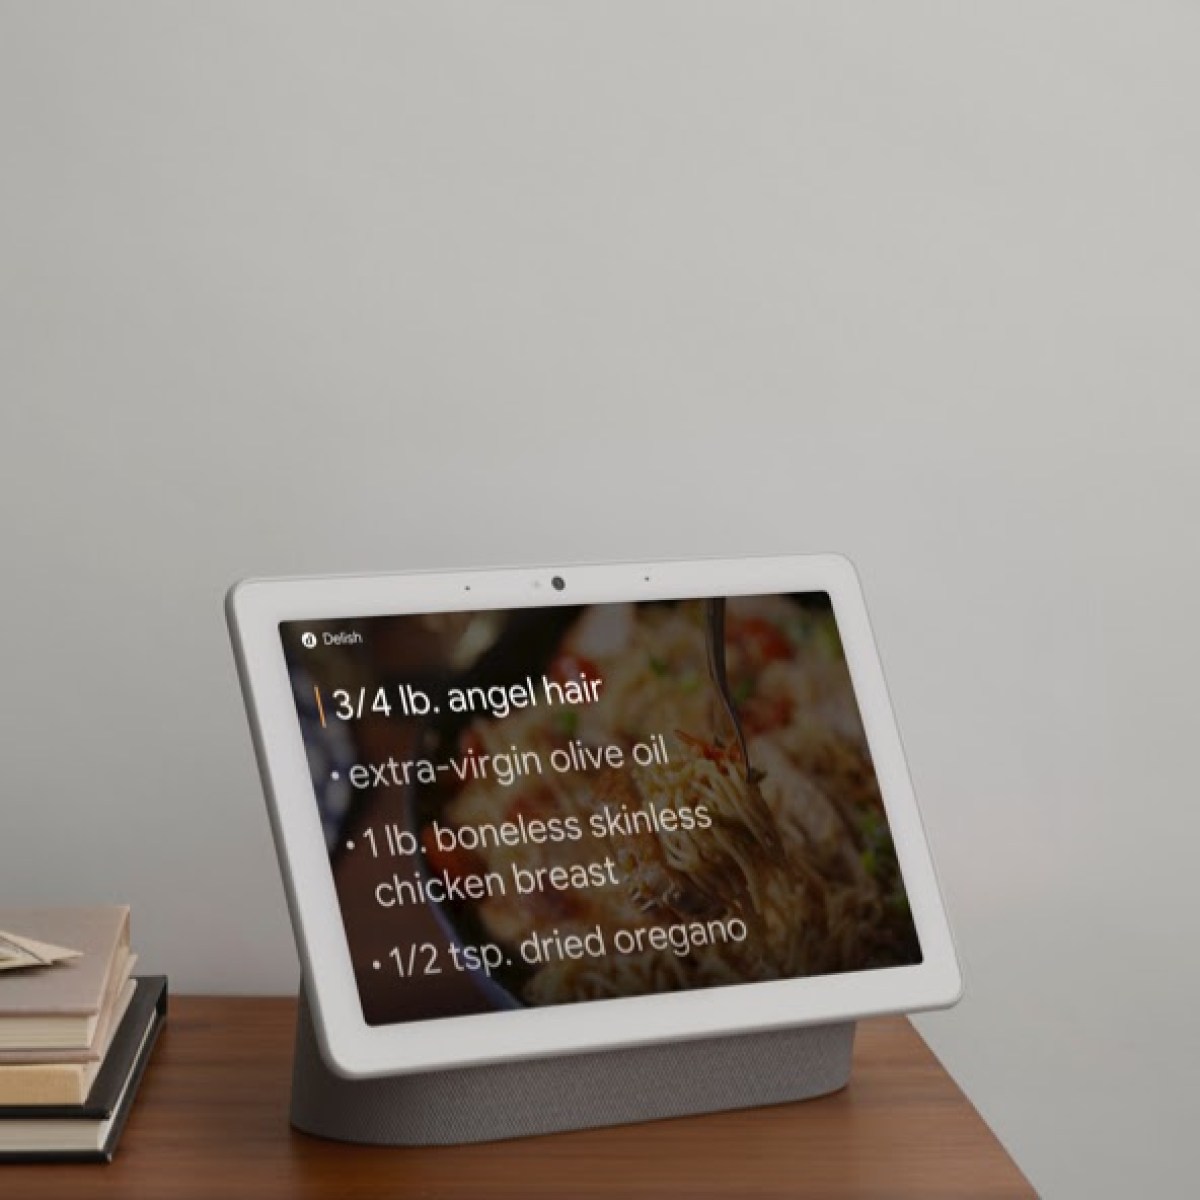 Delish
3/4 lb. angel hair
• extra-virgin olive oil
• 1 lb. boneless skinless
chicken breast
• 1/2 tsp. dried oregano